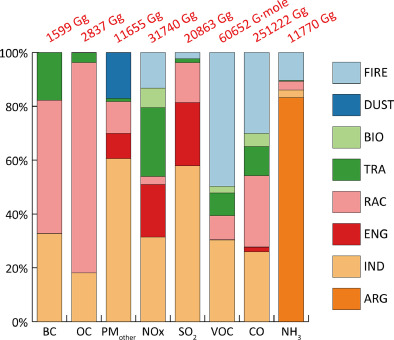 1599 Gg
2837 Gg
11655 Gg
31740 Gg
20863 Gg
60652 G·mole
251222 Gg
11770 Gg
100%
80%
60%
40%
20%
0%
BC OC PMother NOx SO2 VOC CO NH3
FIRE
DUST
BIO
TRA
RAC
ENG
IND
ARG